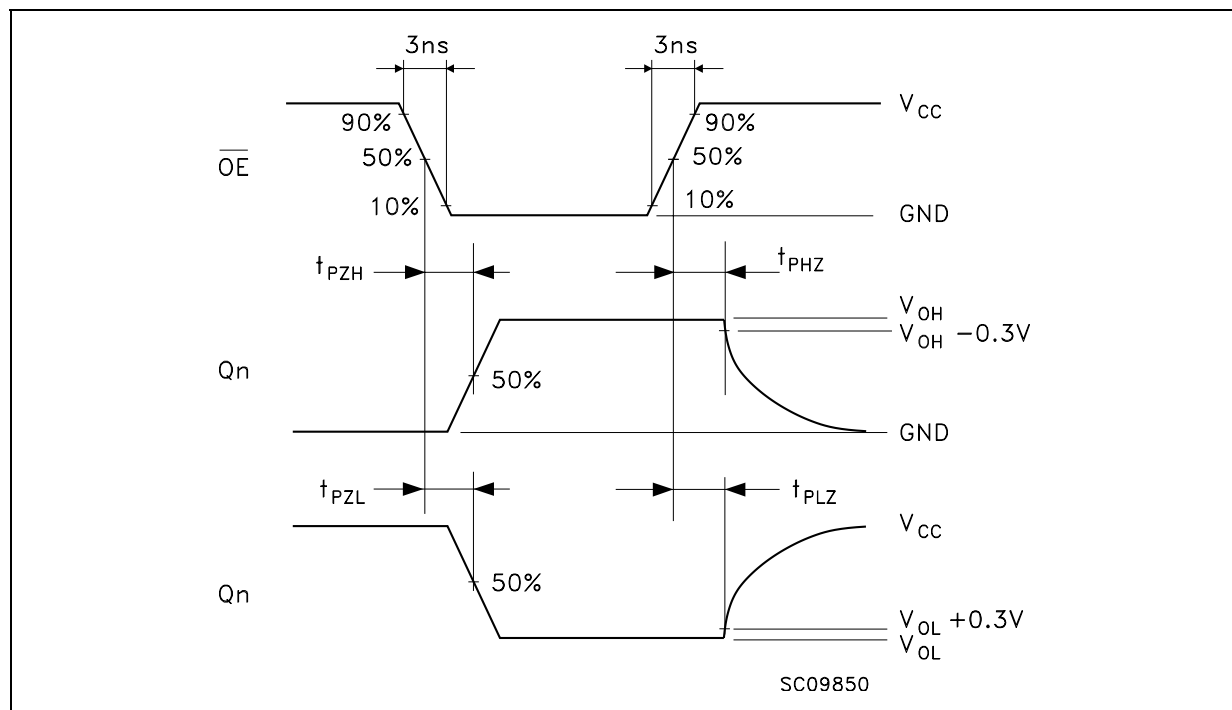 3ns 3ns
V_CC
90% 90%
O̅E̅ 50% 50%
10% 10%
GND
t_PZH t_PHZ
V_OH
V_OH −0.3V
Qn
50%
GND
t_PZL t_PLZ
V_CC
50%
Qn
V_OL +0.3V
V_OL
SC09850